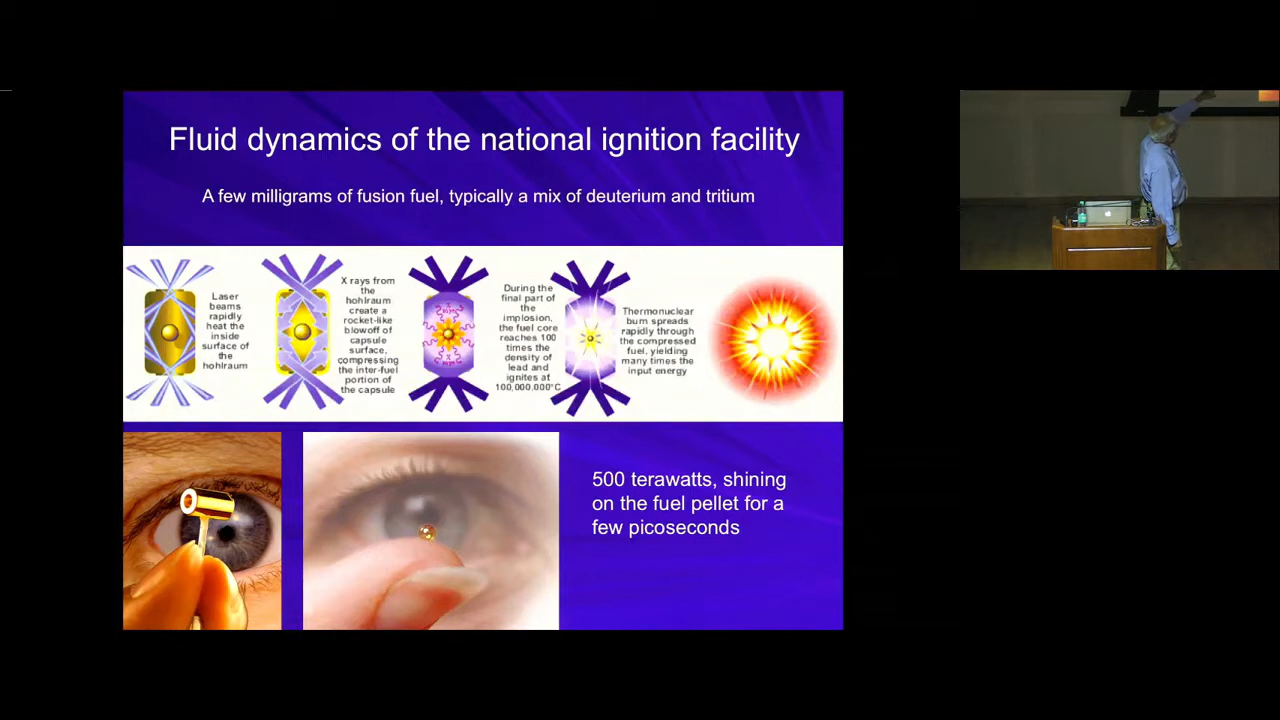 Fluid dynamics of the national ignition facility
A few milligrams of fusion fuel, typically a mix of deuterium and tritium
Laser
beams
rapidly
heat the
inside
surface of
the
hohlraum
X rays from
the
hohlraum
create a
rocket-like
blowoff of
capsule
surface,
compressing
the inter-fuel
portion of
the capsule
During the
final part of
the
implosion,
the fuel core
reaches 100
times the
density of
lead and
ignites at
100,000,000°C
Thermonuclear
burn spreads
rapidly through
the compressed
fuel, yielding
many times the
input energy
500 terawatts, shining
on the fuel pellet for a
few picoseconds